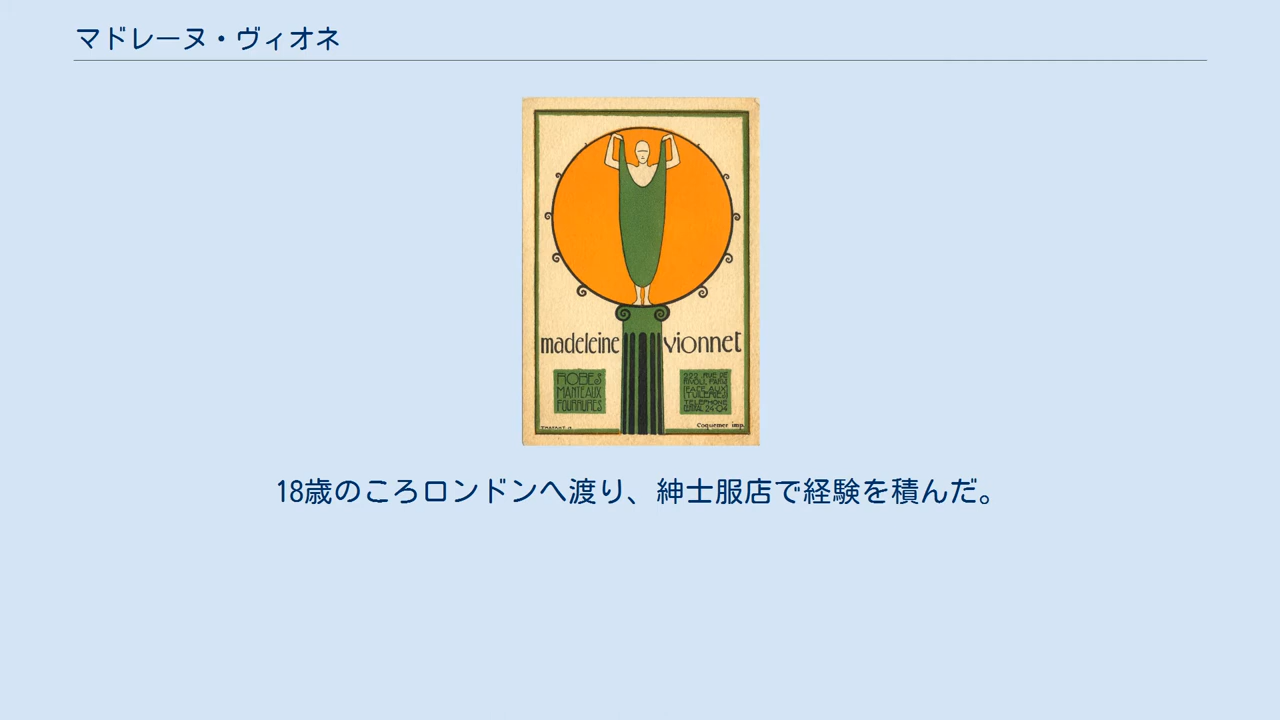 マドレーヌ・ヴィオネ
madeleine vionnet
ROBES
MANTEAUX
FOURRURES
222 RUE DE
RIVOLI, PARIS
(FACE AUX
TUILERIES)
TELEPHONE
Coquemer imp.
18歳のころロンドンへ渡り、紳士服店で経験を積んだ。